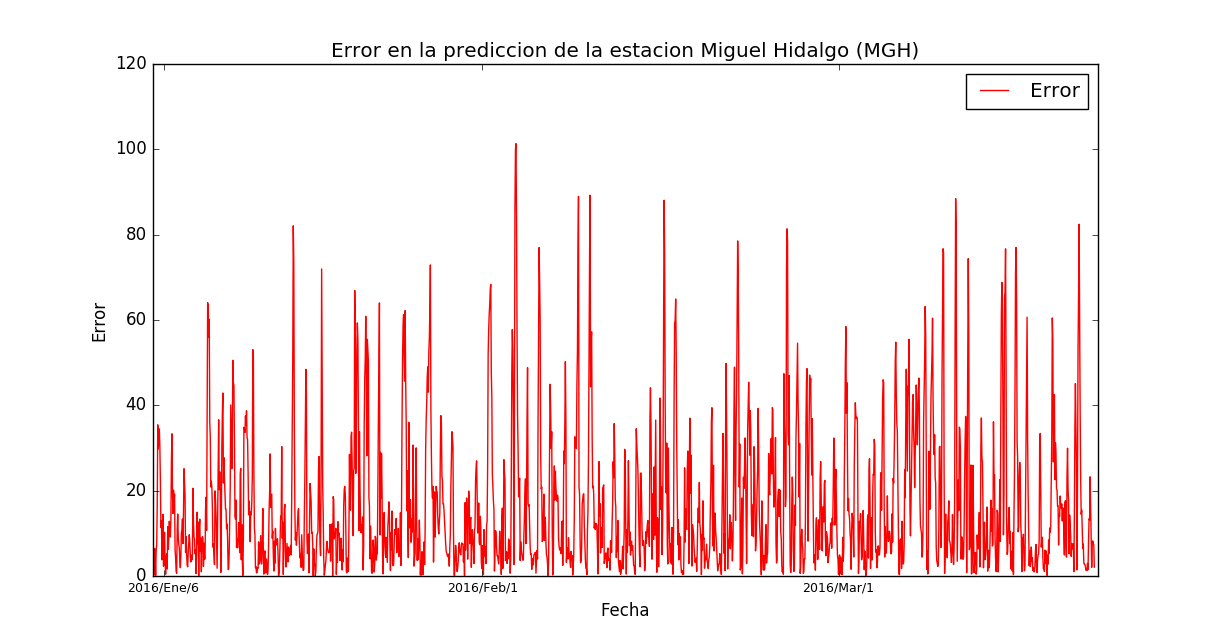 Error en la prediccion de la estacion Miguel Hidalgo (MGH)
120
100
80
60
40
20
0
Error
Error
2016/Ene/6
2016/Feb/1
2016/Mar/1
Fecha